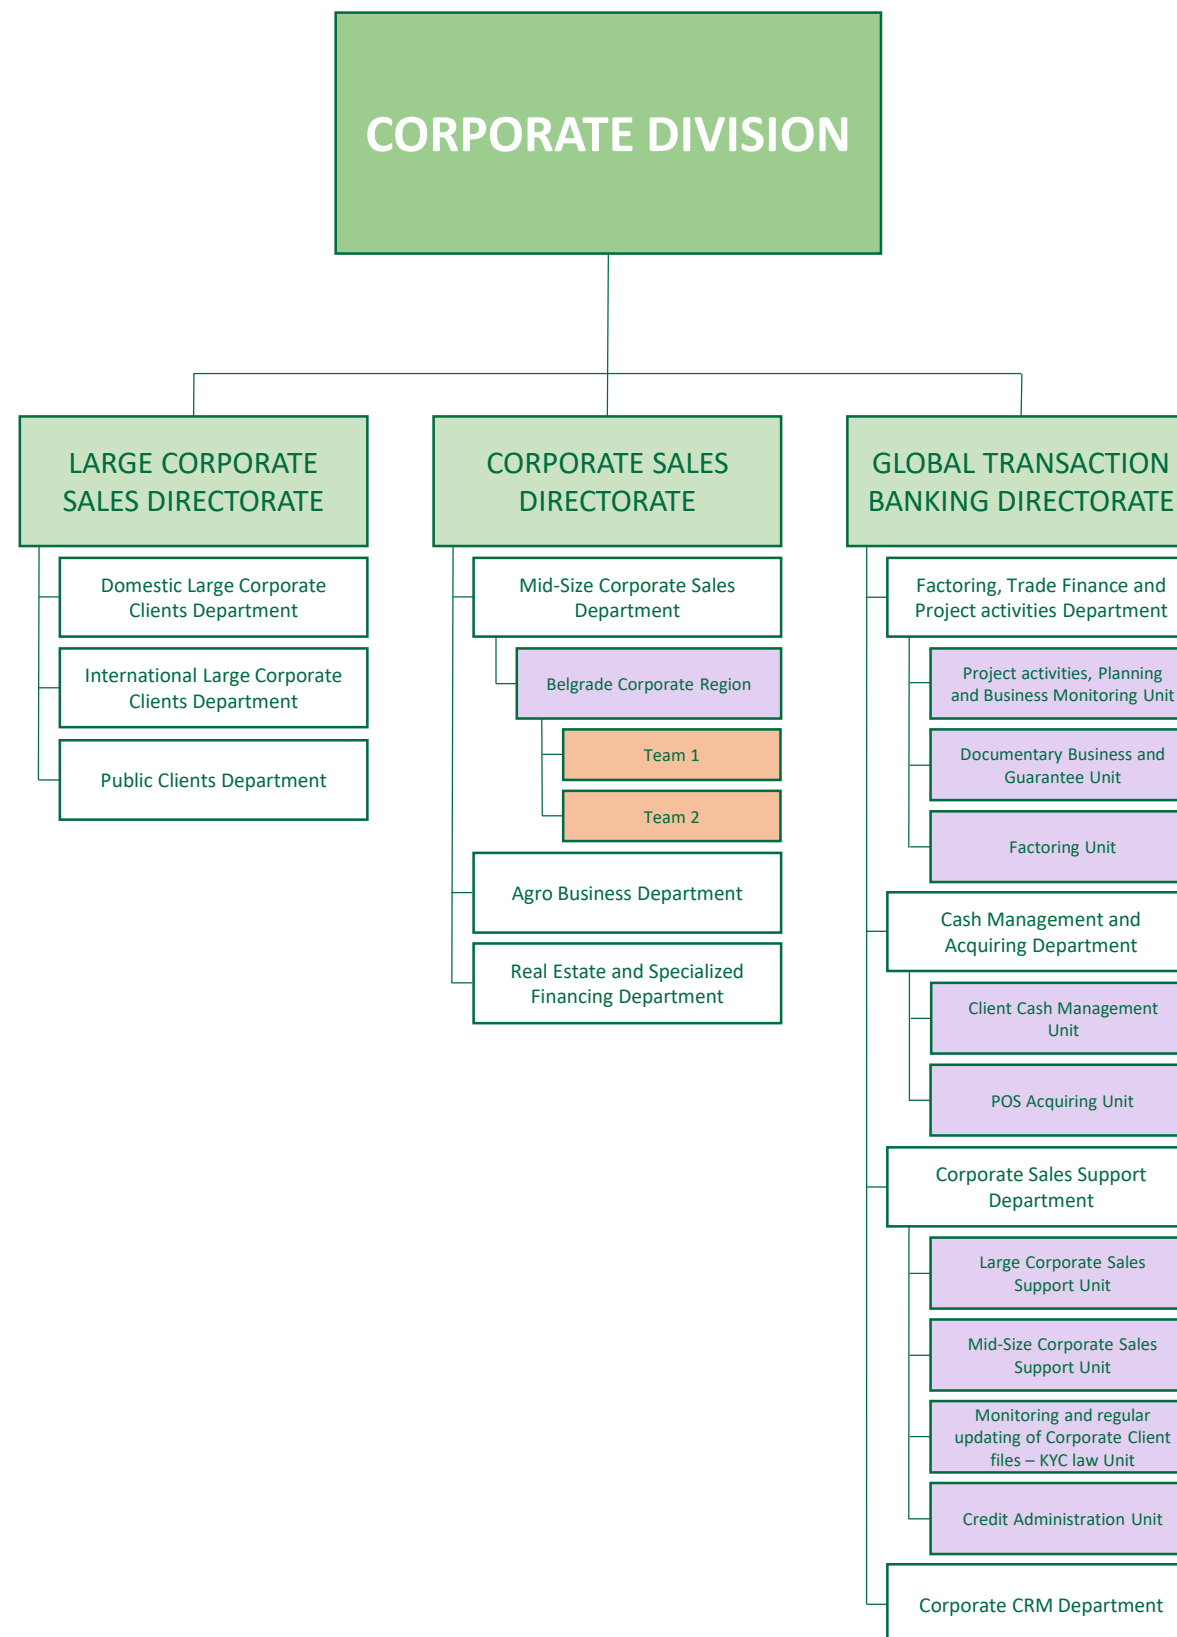 CORPORATE DIVISION
LARGE CORPORATE
SALES DIRECTORATE
Domestic Large Corporate
Clients Department
International Large Corporate
Clients Department
Public Clients Department
CORPORATE SALES
DIRECTORATE
Mid-Size Corporate Sales
Department
Belgrade Corporate Region
Team 1
Team 2
Agro Business Department
Real Estate and Specialized
Financing Department
GLOBAL TRANSACTION
BANKING DIRECTORATE
Factoring, Trade Finance and
Project activities Department
Project activities, Planning
and Business Monitoring Unit
Documentary Business and
Guarantee Unit
Factoring Unit
Cash Management and
Acquiring Department
Client Cash Management
Unit
POS Acquiring Unit
Corporate Sales Support
Department
Large Corporate Sales
Support Unit
Mid-Size Corporate Sales
Support Unit
Monitoring and regular
updating of Corporate Client
files – KYC law Unit
Credit Administration Unit
Corporate CRM Department